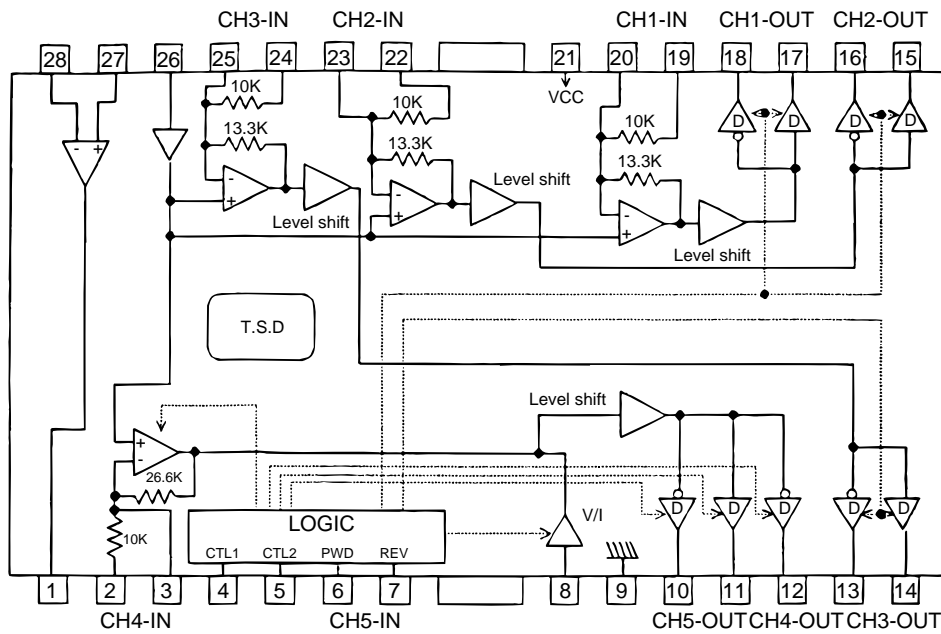 CH3-IN CH2-IN CH1-IN CH1-OUT CH2-OUT
28 27 26 25 24 23 22 21 20 19 18 17 16 15
VCC
10K 10K 10K
13.3K 13.3K 13.3K
D D D D
- + - + - + - +
Level shift Level shift Level shift
T.S.D
Level shift
+ -
26.6K
10K
LOGIC
CTL1 CTL2 PWD REV
V/I
D D D D D
1 2 3 4 5 6 7 8 9 10 11 12 13 14
CH4-IN CH5-IN CH5-OUT CH4-OUT CH3-OUT